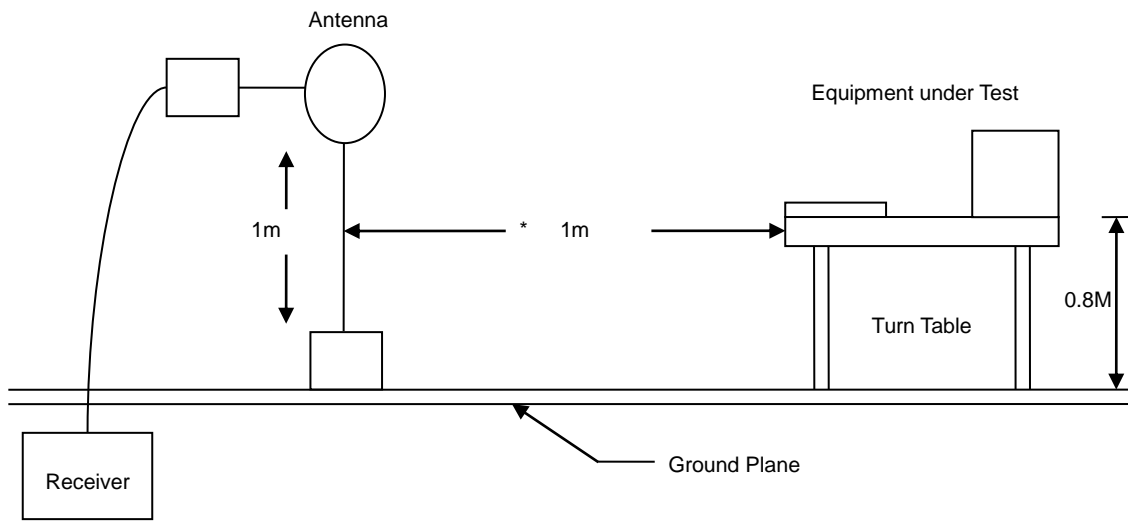 Antenna
Equipment under Test
1m
* 1m
0.8M
Turn Table
Ground Plane
Receiver